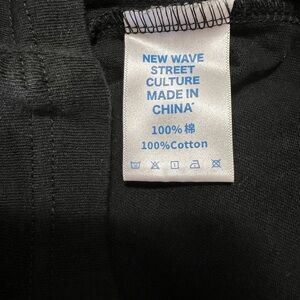 NEW WAVE
STREET
CULTURE
MADE IN
CHINA
100%棉
100%Cotton